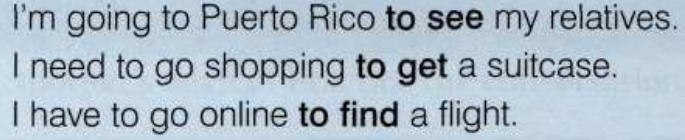 I'm going to Puerto Rico to see my relatives.
I need to go shopping to get a suitcase.
I have to go online to find a flight.